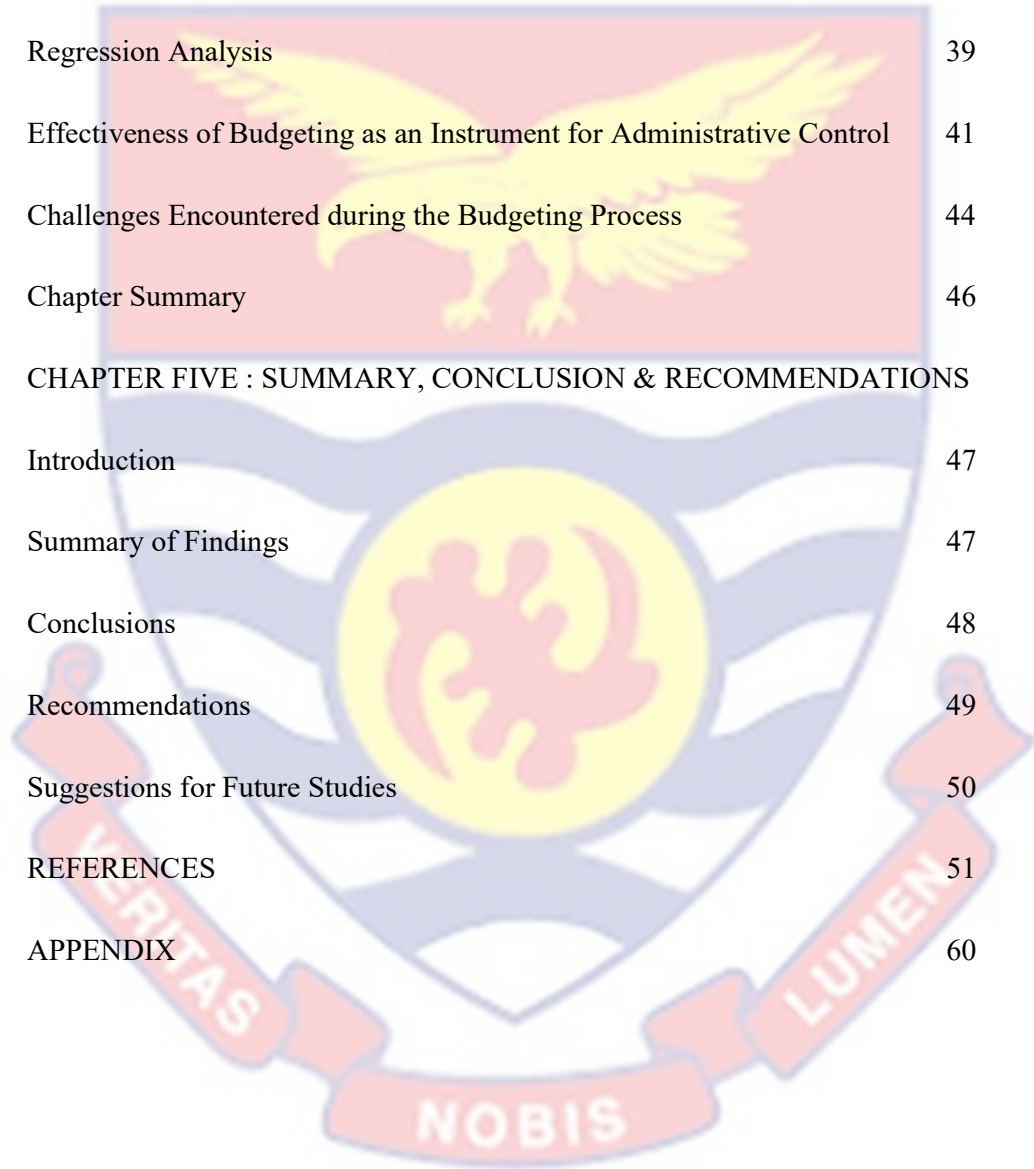 Regression Analysis 39
Effectiveness of Budgeting as an Instrument for Administrative Control 41
Challenges Encountered during the Budgeting Process 44
Chapter Summary 46
CHAPTER FIVE : SUMMARY, CONCLUSION & RECOMMENDATIONS
Introduction 47
Summary of Findings 47
Conclusions 48
Recommendations 49
Suggestions for Future Studies 50
REFERENCES 51
APPENDIX 60
VERITAS
NOBIS
LUMEN